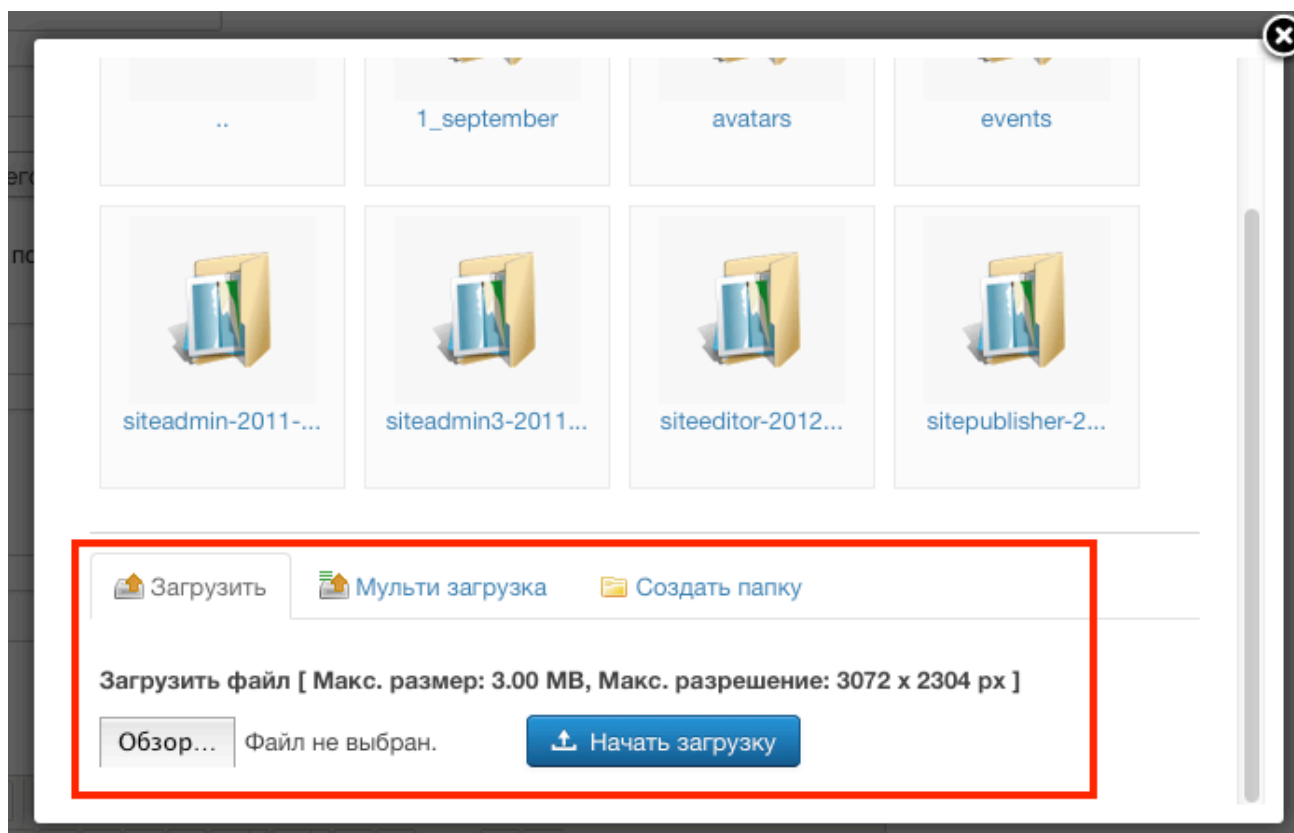 ..
1_september
avatars
events
siteadmin-2011-...
siteadmin3-2011...
siteeditor-2012...
sitepublisher-2...
Загрузить
Мульти загрузка
Создать папку
Загрузить файл [ Макс. размер: 3.00 MB, Макс. разрешение: 3072 x 2304 px ]
Обзор... Файл не выбран.
Начать загрузку